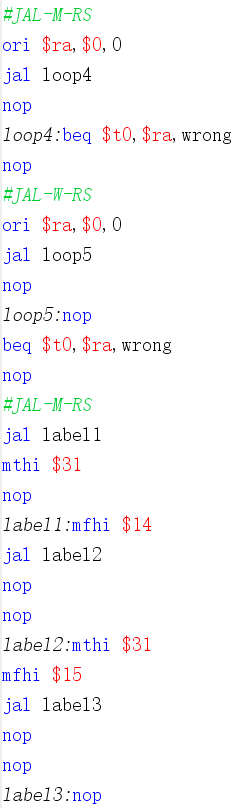 #JAL-M-RS
ori $ra,$0,0
jal loop4
nop
loop4:beq $t0,$ra,wrong
nop
#JAL-W-RS
ori $ra,$0,0
jal loop5
nop
loop5:nop
beq $t0,$ra,wrong
nop
#JAL-M-RS
jal label1
mthi $31
nop
label1:mfhi $14
jal label2
nop
nop
label2:mthi $31
mfhi $15
jal label3
nop
nop
label3:nop